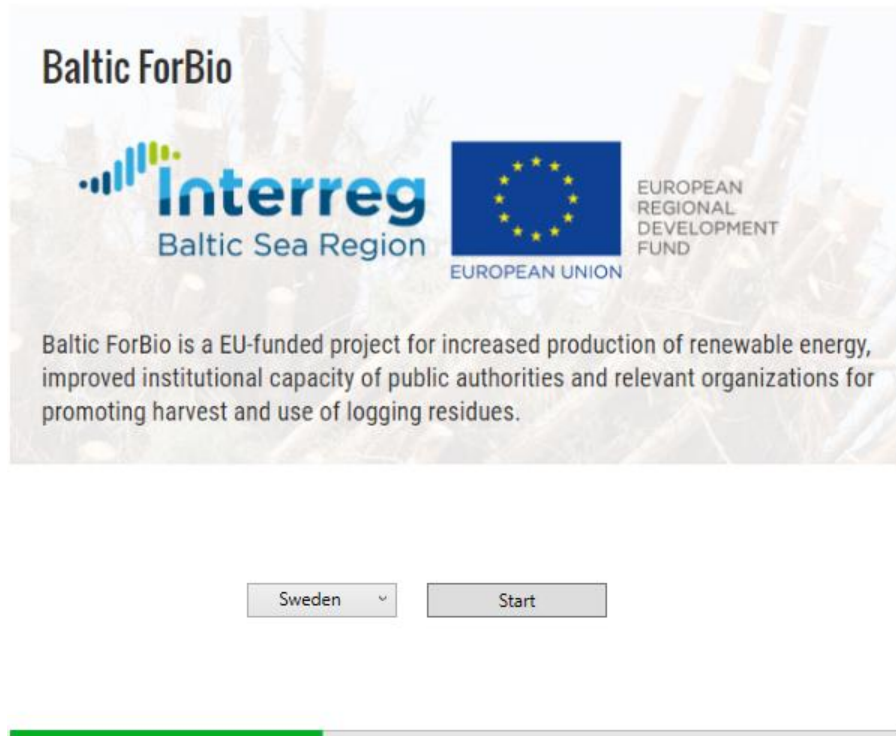 Baltic ForBio
Interreg
Baltic Sea Region
EUROPEAN UNION
EUROPEAN
REGIONAL
DEVELOPMENT
FUND
Baltic ForBio is a EU-funded project for increased production of renewable energy,
improved institutional capacity of public authorities and relevant organizations for
promoting harvest and use of logging residues.
Sweden
Start